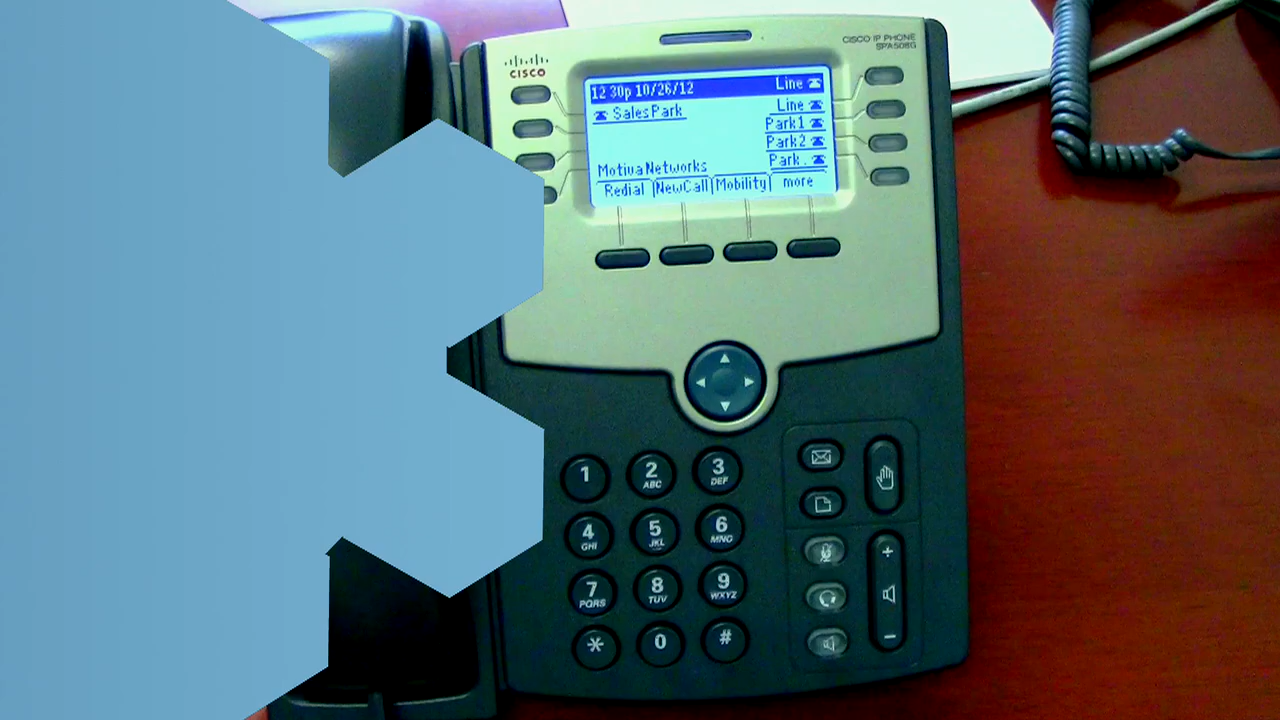 CISCO
CISCO IP PHONE
SPA508G
12 30p 10/26/12 Line
SalesPark Line
Park1
Park2
Motiva Networks Park.
Redial NewCall Mobility more
1 2 ABC 3 DEF
4 GHI 5 JKL 6 MNO
7 PQRS 8 TUV 9 WXYZ
* 0 #
+
-